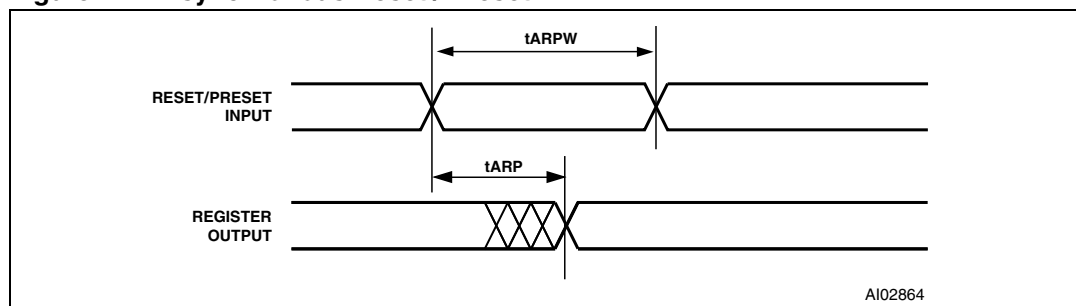 tARPW
RESET/PRESET
INPUT
tARP
REGISTER
OUTPUT
AI02864